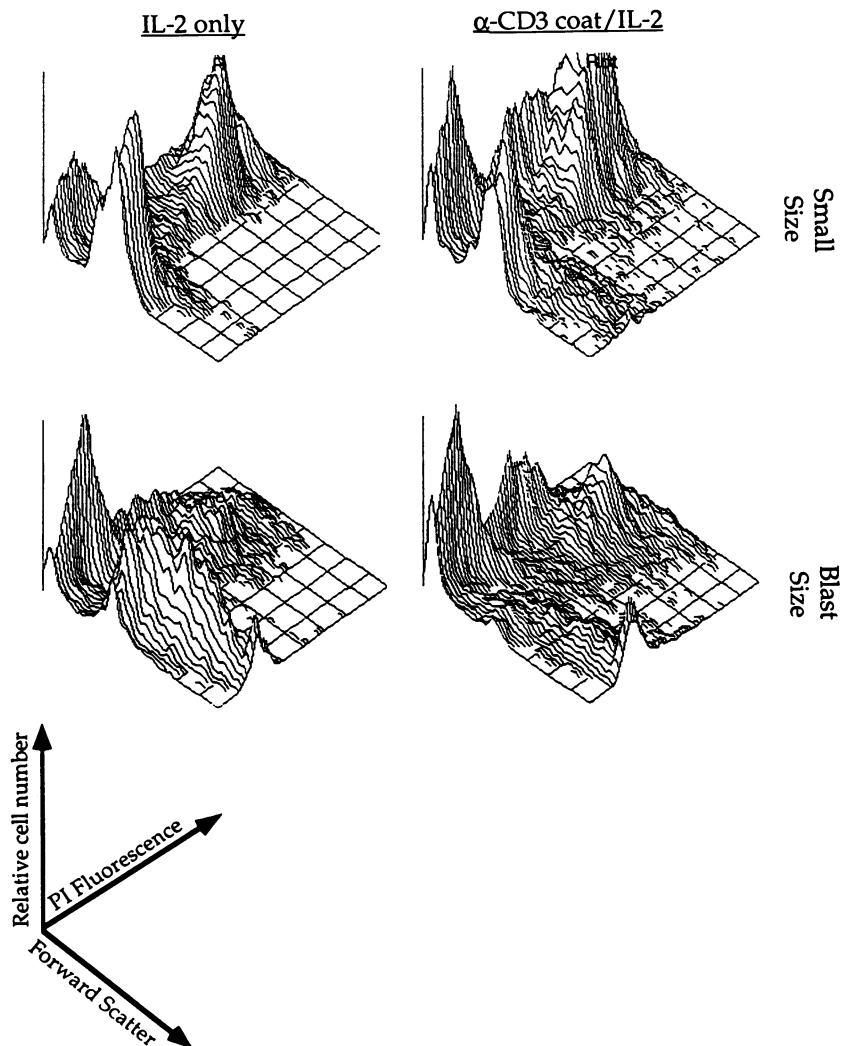 IL-2 only
α-CD3 coat/IL-2
Small
Size
Blast
Size
Relative cell number
PI Fluorescence
Forward Scatter